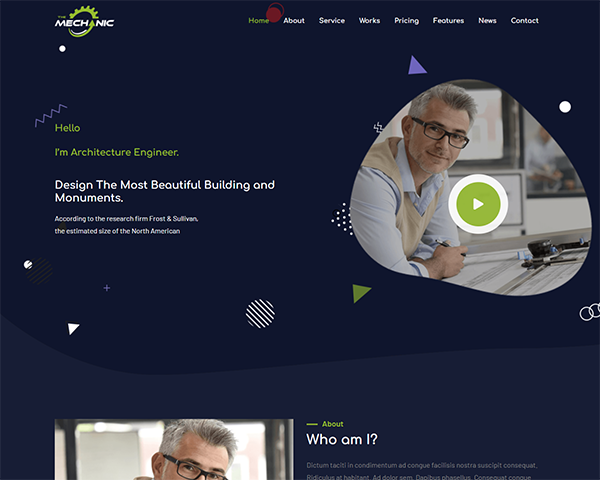 THE
MECHANIC
Home About Service Works Pricing Features News Contact
Hello
I'm Architecture Engineer.
Design The Most Beautiful Building and
Monuments.
According to the research firm Frost & Sullivan,
the estimated size of the North American
About
Who am I?
Dictum taciti in condimentum ad congue facilisis nostra suscipit consequat.
Ridiculus at habitant. Ad dolor sem. Dapibus phasellus. Consequat congue